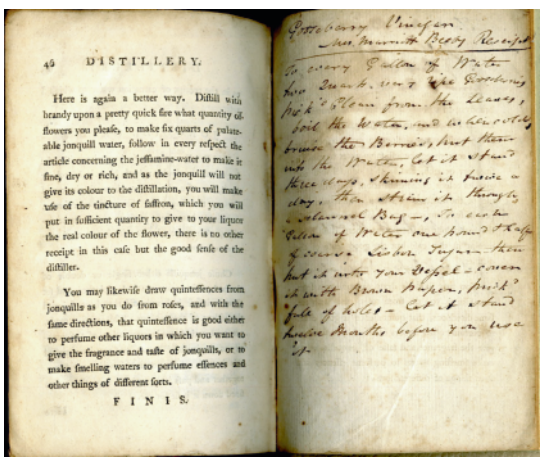 46 DISTILLERY.
Here is again a better way. Distill with
brandy upon a pretty quick fire what quantity of
flowers you please, to make six quarts of palate-
able jonquill water, follow in every respect the
article concerning the jessamine-water to make it
fine, dry or rich, and as the jonquill will not
give its colour to the distillation, you will make
use of the tincture of saffron, which you will
put in sufficient quantity to give to your liquor
the real colour of the flower, there is no other
receipt in this case but the good sense of the
distiller.
You may likewise draw quintessences from
jonquills as you do from roses, and with the
same directions, that quintessence is good either
to perfume other liquors in which you want to
give the fragrance and taste of jonquills, or to
make smelling waters to perfume essences and
other things of different sorts.
FINIS.
Gooseberry Vinegar
Mrs. Marriott Receipt
To every Gallon of Water
two Quarts very ripe Gooseberrys
pick'd Clean from the leaves,
boil the Water, and when cold,
bruise the Berries, put them
into the Water, let it stand
three days, skiming it twice a
day, then strain it through
a flannel Bag -, To each
Gallon of Water one pound & half
of coarse Lisbon Sugar - then
put it into your Vessel - cover
it with Brown Paper, prick'd
full of holes - let it stand
twelve Months before you use
it